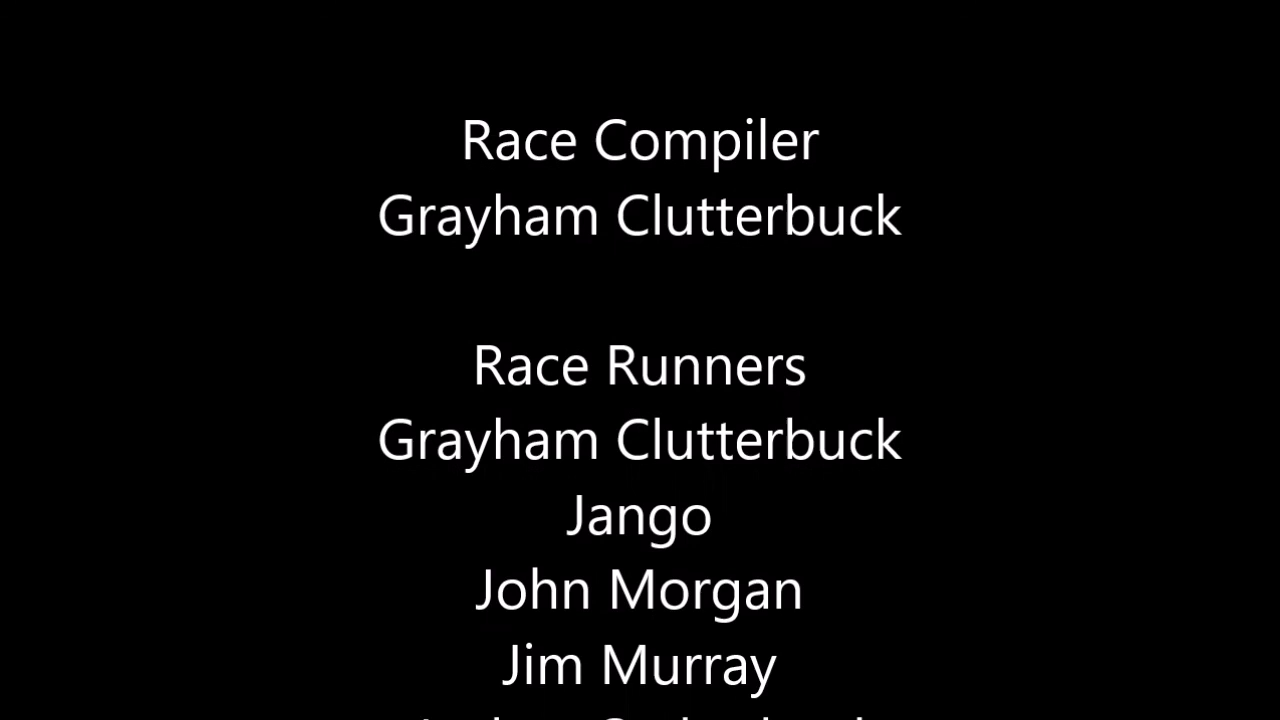 Race Compiler
Grayham Clutterbuck
Race Runners
Grayham Clutterbuck
Jango
John Morgan
Jim Murray